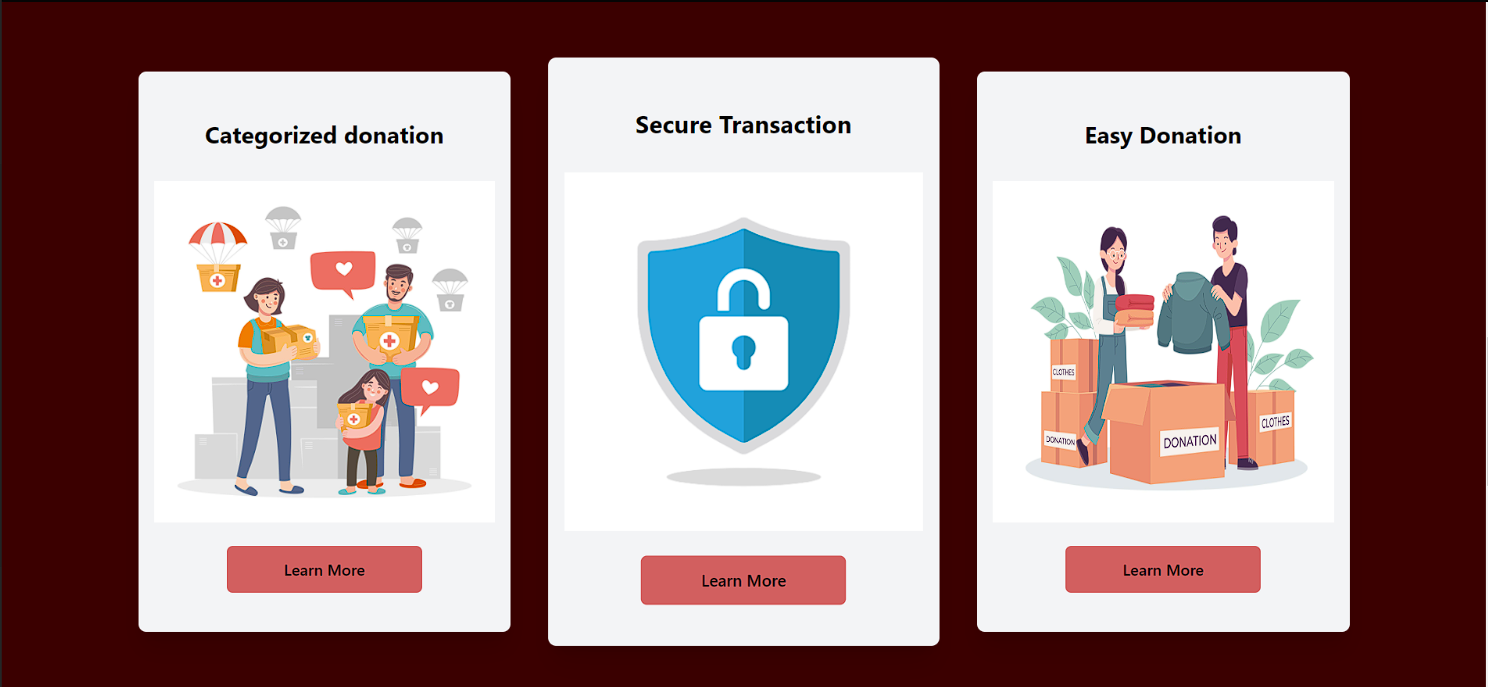 Categorized donation
Secure Transaction
Easy Donation
CLOTHES
DONATION
DONATION
CLOTHES
Learn More
Learn More
Learn More